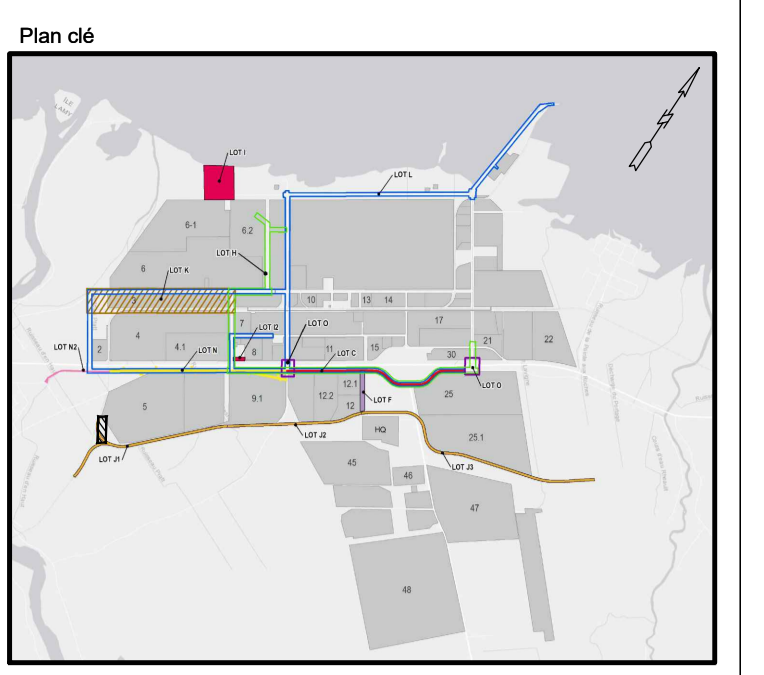 Plan clé
ÎLE
LAMY
LOT I
LOT L
6-1
6.2
LOT H
6
LOT K
3
10
13
14
7
LOT I2
LOT O
17
4
4.1
2
8
11
15
LOT C
21
22
30
LOT N2
LOT N
LOT O
12.1
12.2
12
LOT F
5
9.1
25
HQ
25.1
LOT J2
LOT J1
LOT J3
45
46
47
48